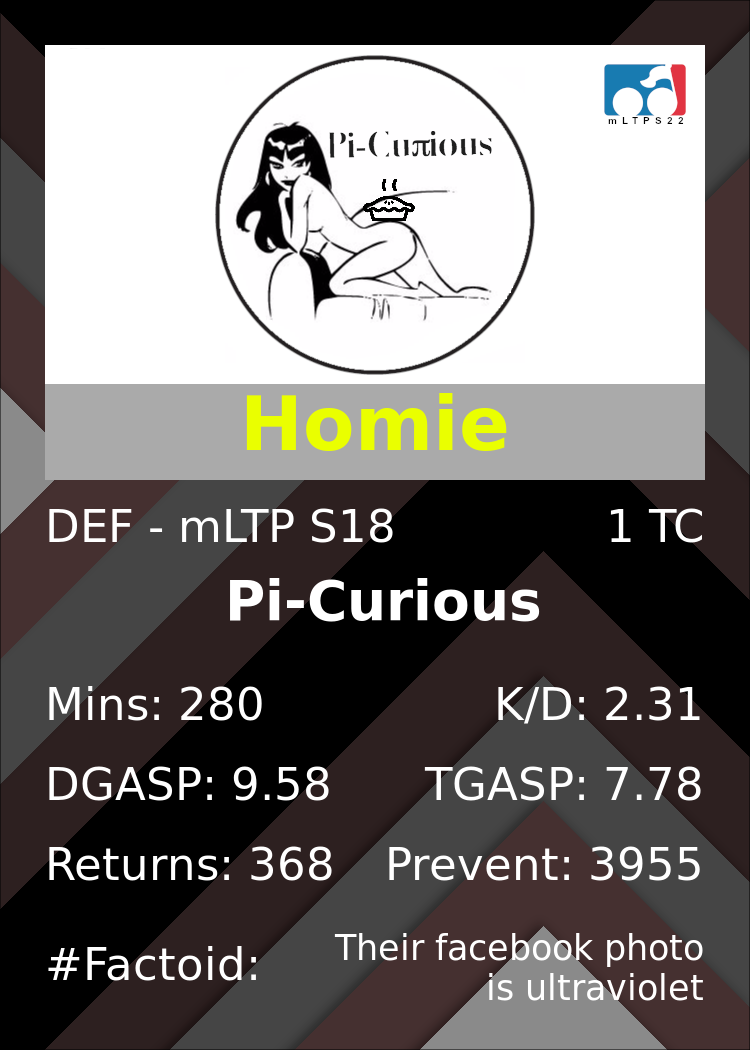 Pi-Cuπious
mLTPS22
Homie
DEF - mLTP S18 1 TC
Pi-Curious
Mins: 280 K/D: 2.31
DGASP: 9.58 TGASP: 7.78
Returns: 368 Prevent: 3955
#Factoid: Their facebook photo
is ultraviolet